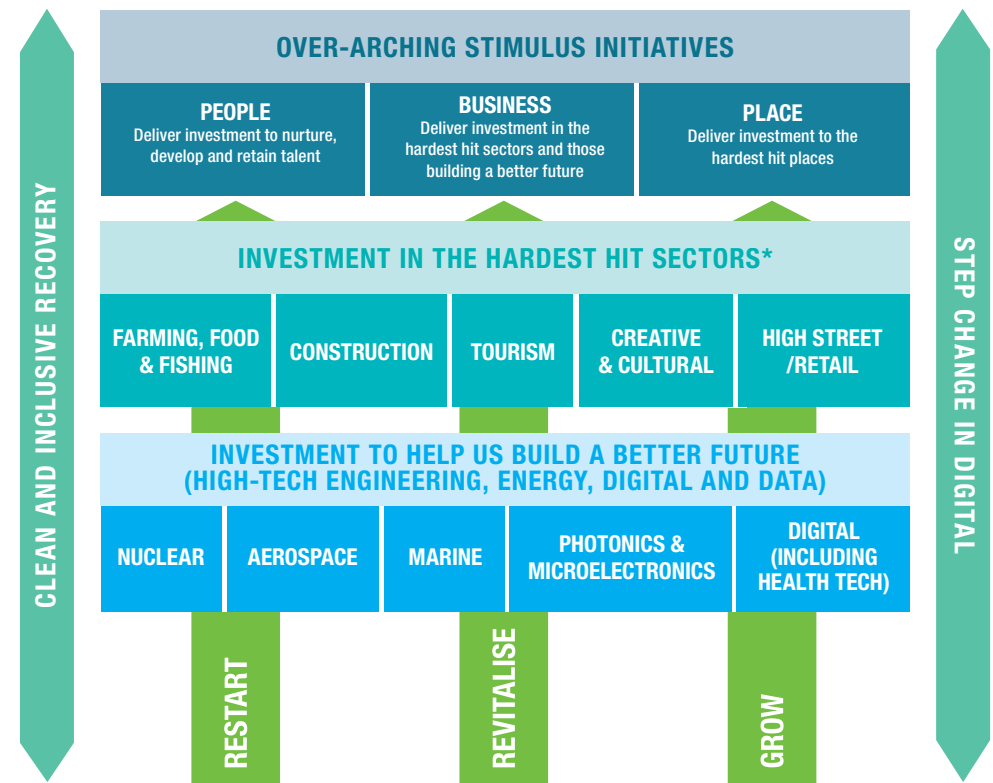 CLEAN AND INCLUSIVE RECOVERY
OVER-ARCHING STIMULUS INITIATIVES
PEOPLE
Deliver investment to nurture,
develop and retain talent
BUSINESS
Deliver investment in the
hardest hit sectors and those
building a better future
PLACE
Deliver investment to the
hardest hit places
INVESTMENT IN THE HARDEST HIT SECTORS*
FARMING, FOOD
& FISHING
CONSTRUCTION
TOURISM
CREATIVE
& CULTURAL
HIGH STREET
/RETAIL
INVESTMENT TO HELP US BUILD A BETTER FUTURE
(HIGH-TECH ENGINEERING, ENERGY, DIGITAL AND DATA)
NUCLEAR
AEROSPACE
MARINE
PHOTONICS &
MICROELECTRONICS
DIGITAL
(INCLUDING
HEALTH TECH)
RESTART
REVITALISE
GROW
STEP CHANGE IN DIGITAL